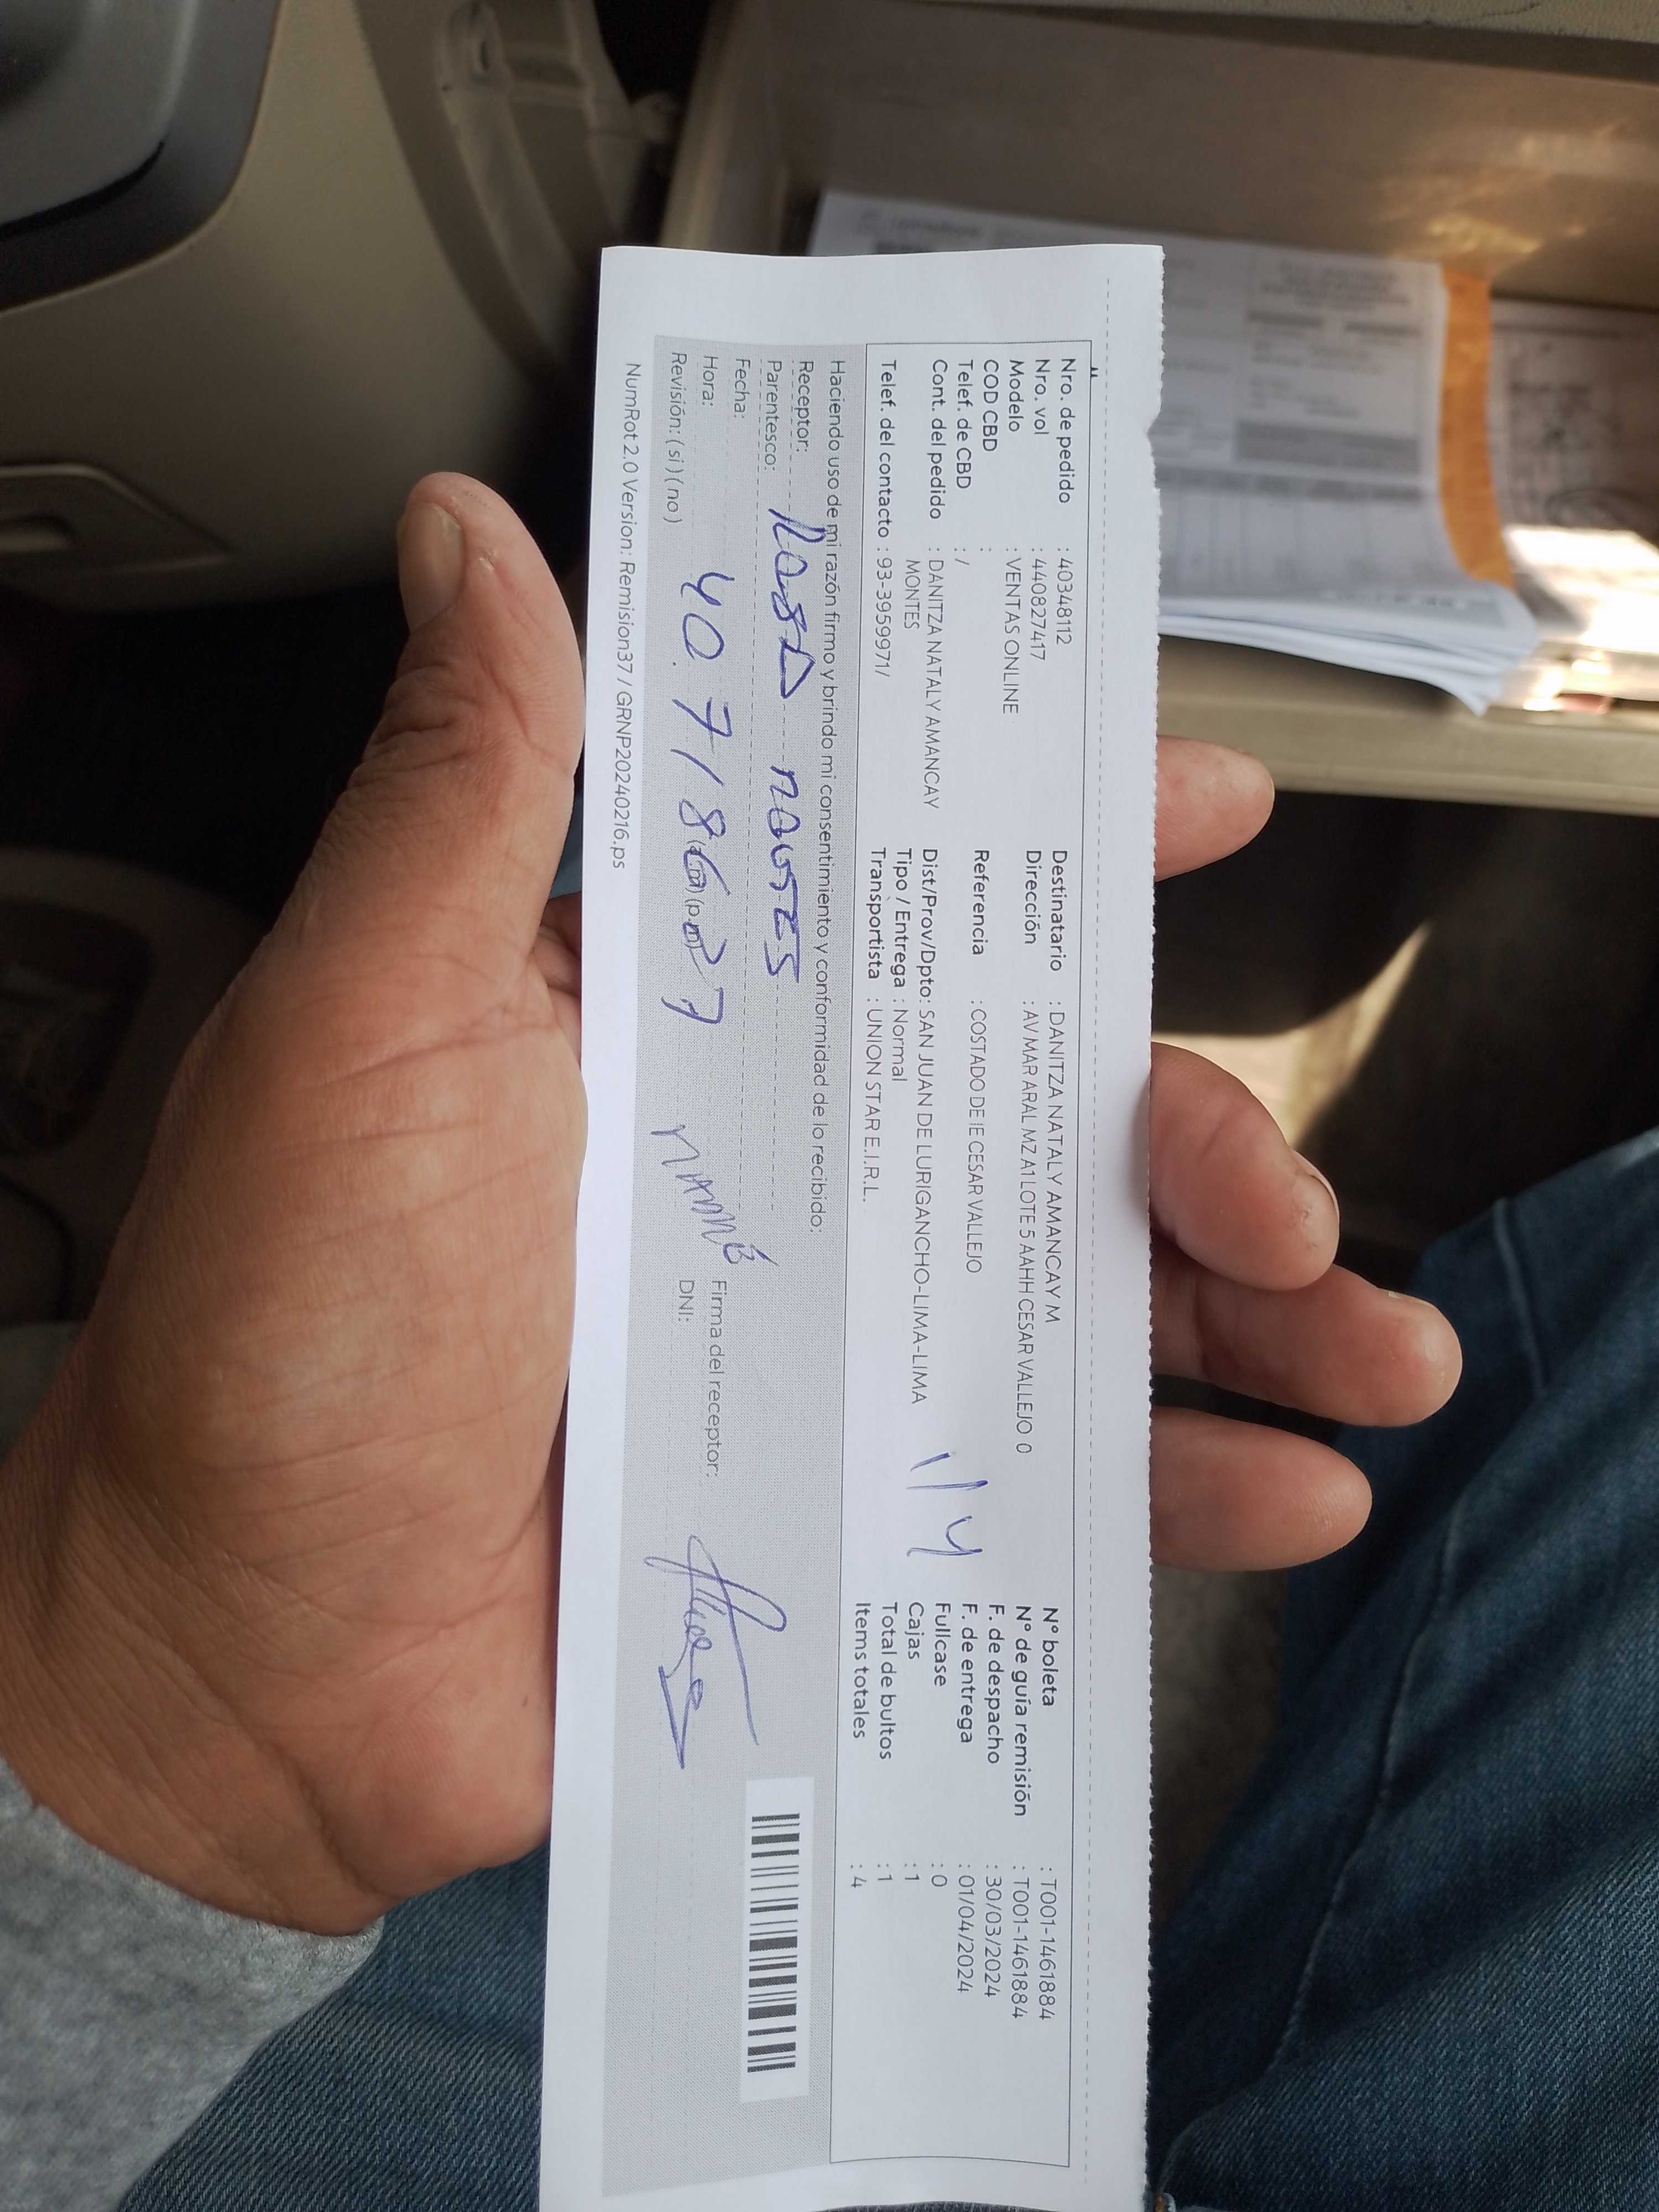 Nro. de pedido : 40348112
Nro. vol : 440827417
Modelo : VENTAS ONLINE
COD CBD :
Telef. de CBD : /
Cont. del pedido : DANITZA NATALY AMANCAY
MONTES
Telef. del contacto : 93-3959971/
Destinatario : DANITZA NATALY AMANCAY M
Dirección : AV MAR ARAL MZ A1 LOTE 5 AAHH CESAR VALLEJO 0
Referencia : COSTADO DE IE CESAR VALLEJO
Dist/Prov/Dpto: SAN JUAN DE LURIGANCHO-LIMA-LIMA
Tipo / Entrega : Normal
Transportista : UNION STAR E.I.R.L.
N° boleta : T001-1461884
N° de guía remisión : T001-1461884
F. de despacho : 30/03/2024
F. de entrega : 01/04/2024
Fullcase : 0
Cajas : 1
Total de bultos : 1
Items totales : 4
Haciendo uso de mi razón firmo y brindo mi consentimiento y conformidad de lo recibido:
Receptor:
Parentesco: Rosa
Fecha:
Hora:
Revisión: ( si ) ( no )
Firma del receptor:
DNI:
NumRot 2.0 Version: Remision37 / GRNP20240216.ps